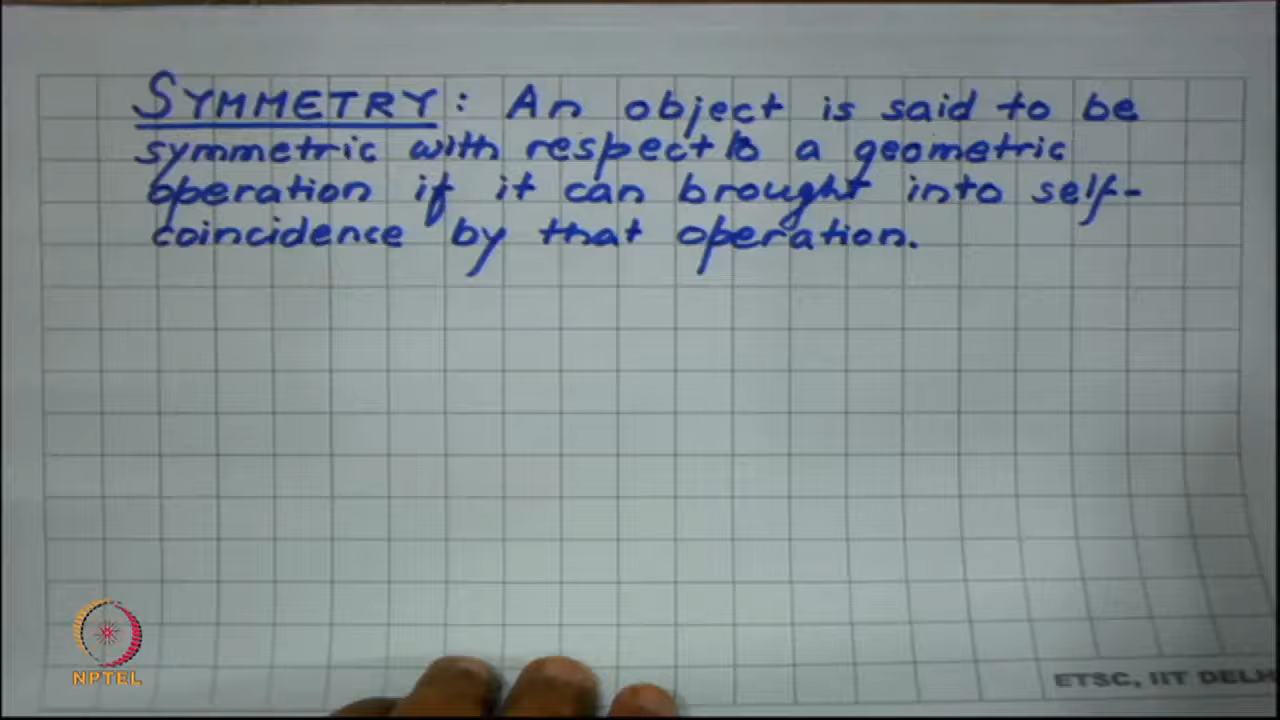 SYMMETRY: An object is said to be
symmetric with respect to a geometric
operation if it can brought into self-
coincidence by that operation.
NPTEL
ETSC, IIT DELH